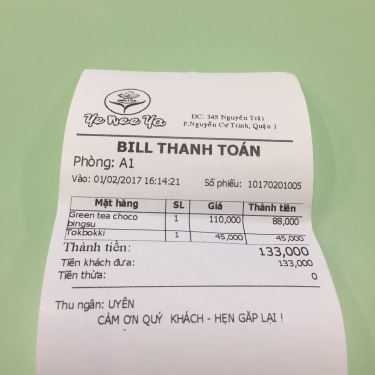 Ye Nee Ya
ĐC: 345 Nguyễn Trãi
P.Nguyễn Cư Trinh, Quận 1
BILL THANH TOÁN
Phòng: A1
Vào: 01/02/2017 16:14:21 Số phiếu: 10170201005
Mặt hàng SL Giá Thành tiền
Green tea choco bingsu 1 110,000 88,000
Tokbokki 1 45,000 45,000
Thành tiền: 133,000
Tiền khách đưa: 133,000
Tiền thừa: 0
Thu ngân: UYÊN
CẢM ƠN QUÝ KHÁCH - HẸN GẶP LẠI !